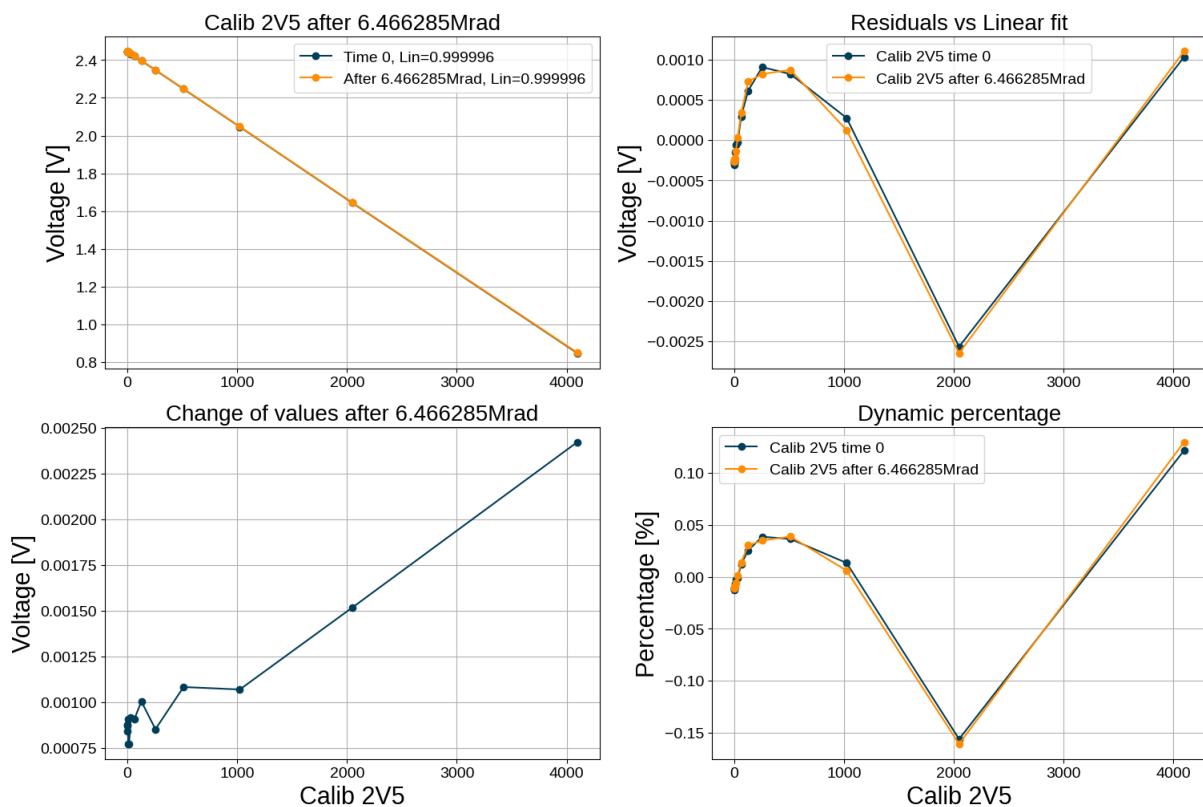 Calib 2V5 after 6.466285Mrad
Voltage [V]
2.4
2.2
2.0
1.8
1.6
1.4
1.2
1.0
0.8
Time 0, Lin=0.999996
After 6.466285Mrad, Lin=0.999996
0 1000 2000 3000 4000
Residuals vs Linear fit
Voltage [V]
0.0010
0.0005
0.0000
−0.0005
−0.0010
−0.0015
−0.0020
−0.0025
Calib 2V5 time 0
Calib 2V5 after 6.466285Mrad
0 1000 2000 3000 4000
Change of values after 6.466285Mrad
Voltage [V]
0.00250
0.00225
0.00200
0.00175
0.00150
0.00125
0.00100
0.00075
0 1000 2000 3000 4000
Calib 2V5
Dynamic percentage
Percentage [%]
0.10
0.05
0.00
−0.05
−0.10
−0.15
Calib 2V5 time 0
Calib 2V5 after 6.466285Mrad
0 1000 2000 3000 4000
Calib 2V5